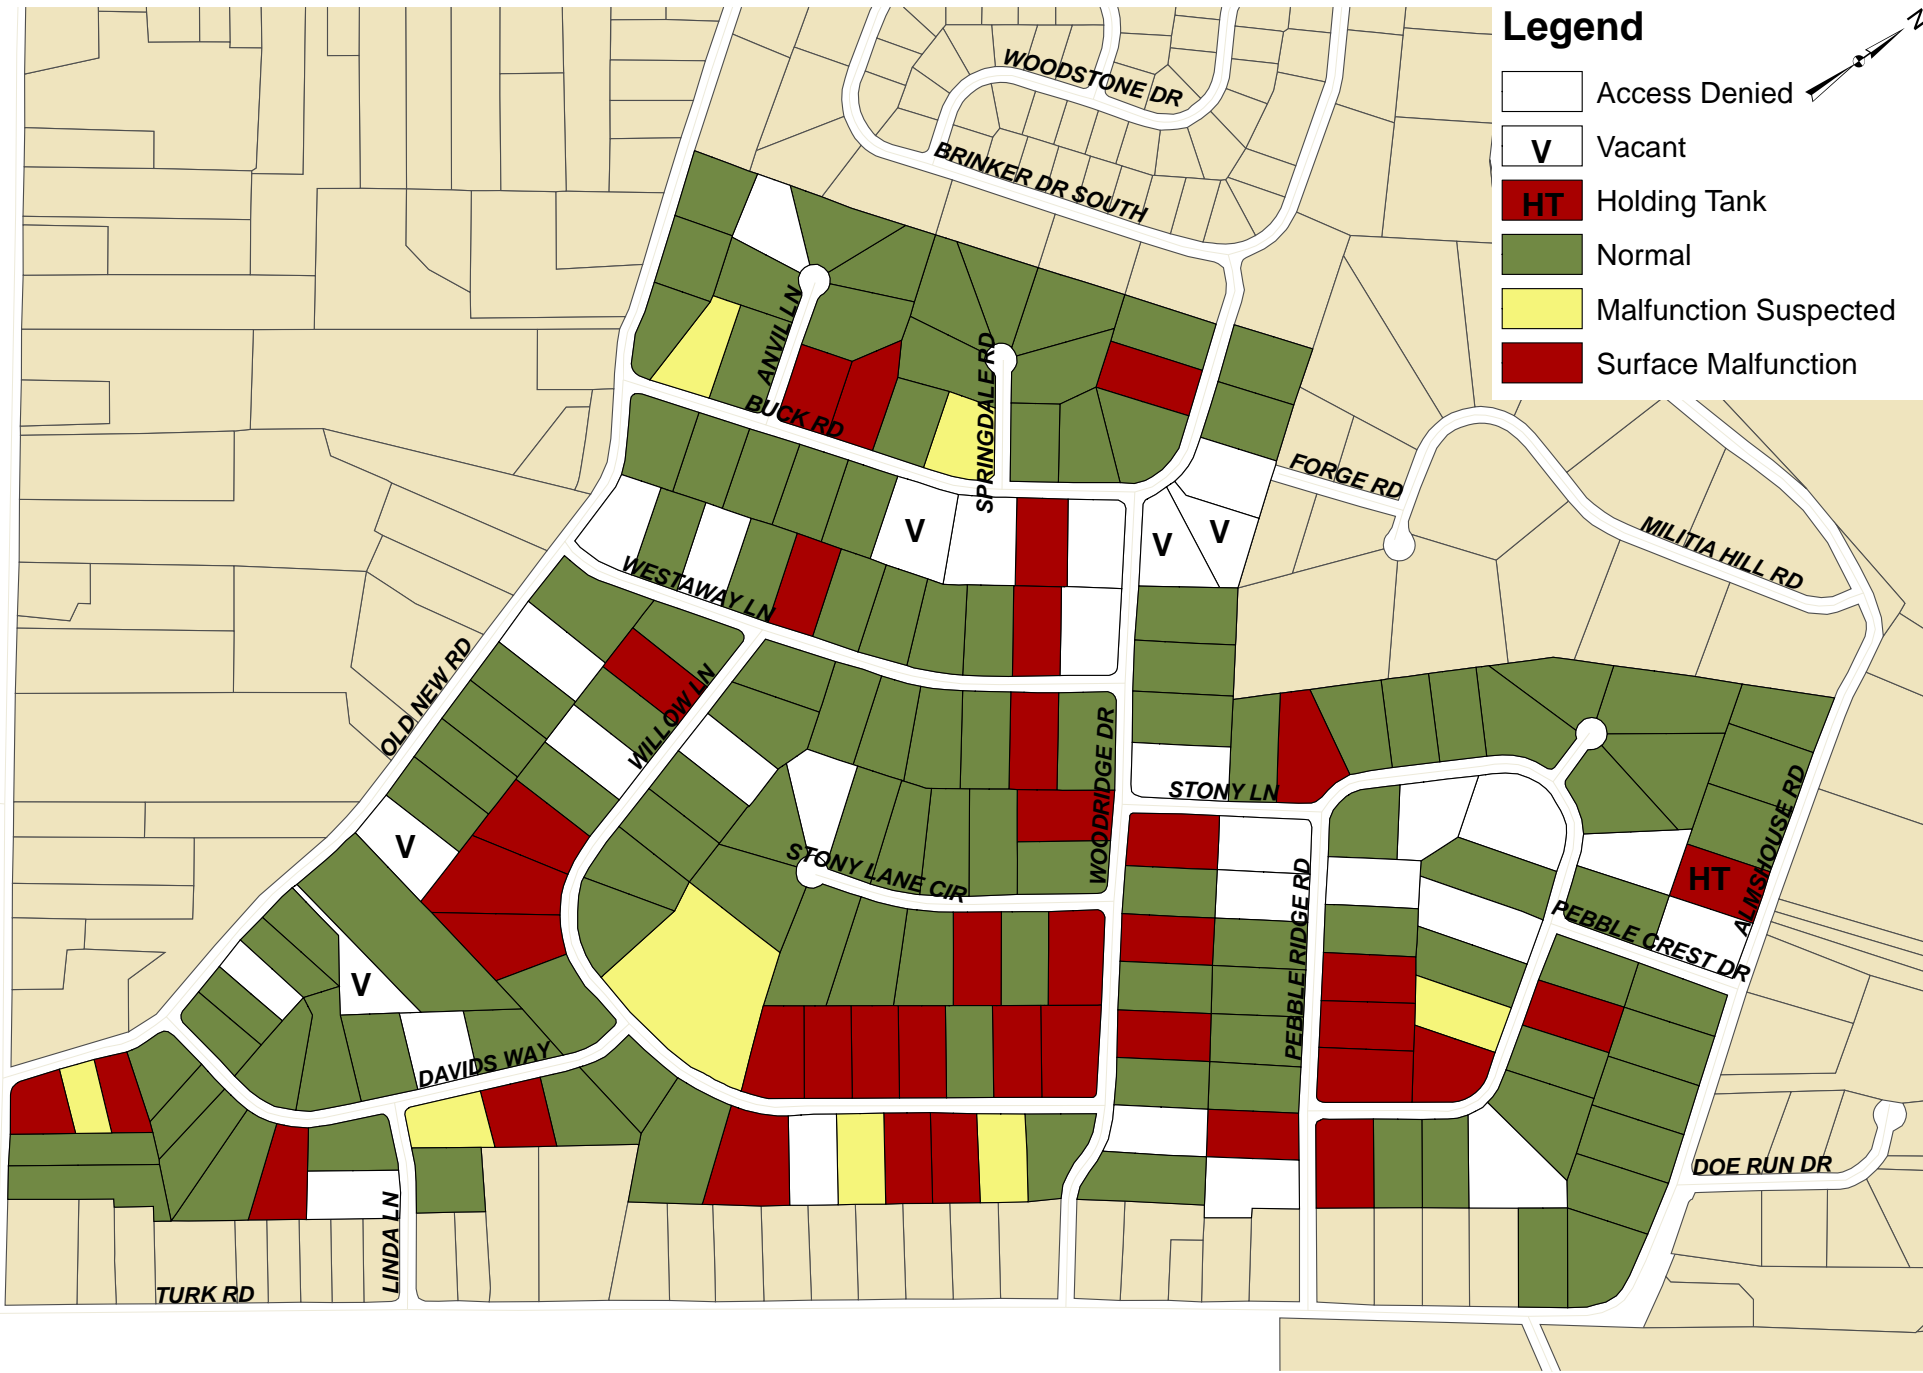 Legend
N
Access Denied
V Vacant
HT Holding Tank
Normal
Malfunction Suspected
Surface Malfunction
WOODSTONE DR
BRINKER DR SOUTH
ANVIL LN
SPRINGDALE RD
BUCK RD
FORGE RD
MILITIA HILL RD
V
V
V
WESTAWAY LN
OLD NEW RD
WILLOW LN
WOODRIDGE DR
STONY LN
ALMSHOUSE RD
V
STONY LANE CIR
PEBBLE RIDGE RD
HT
PEBBLE CREST DR
V
DAVIDS WAY
DOE RUN DR
LINDA LN
TURK RD